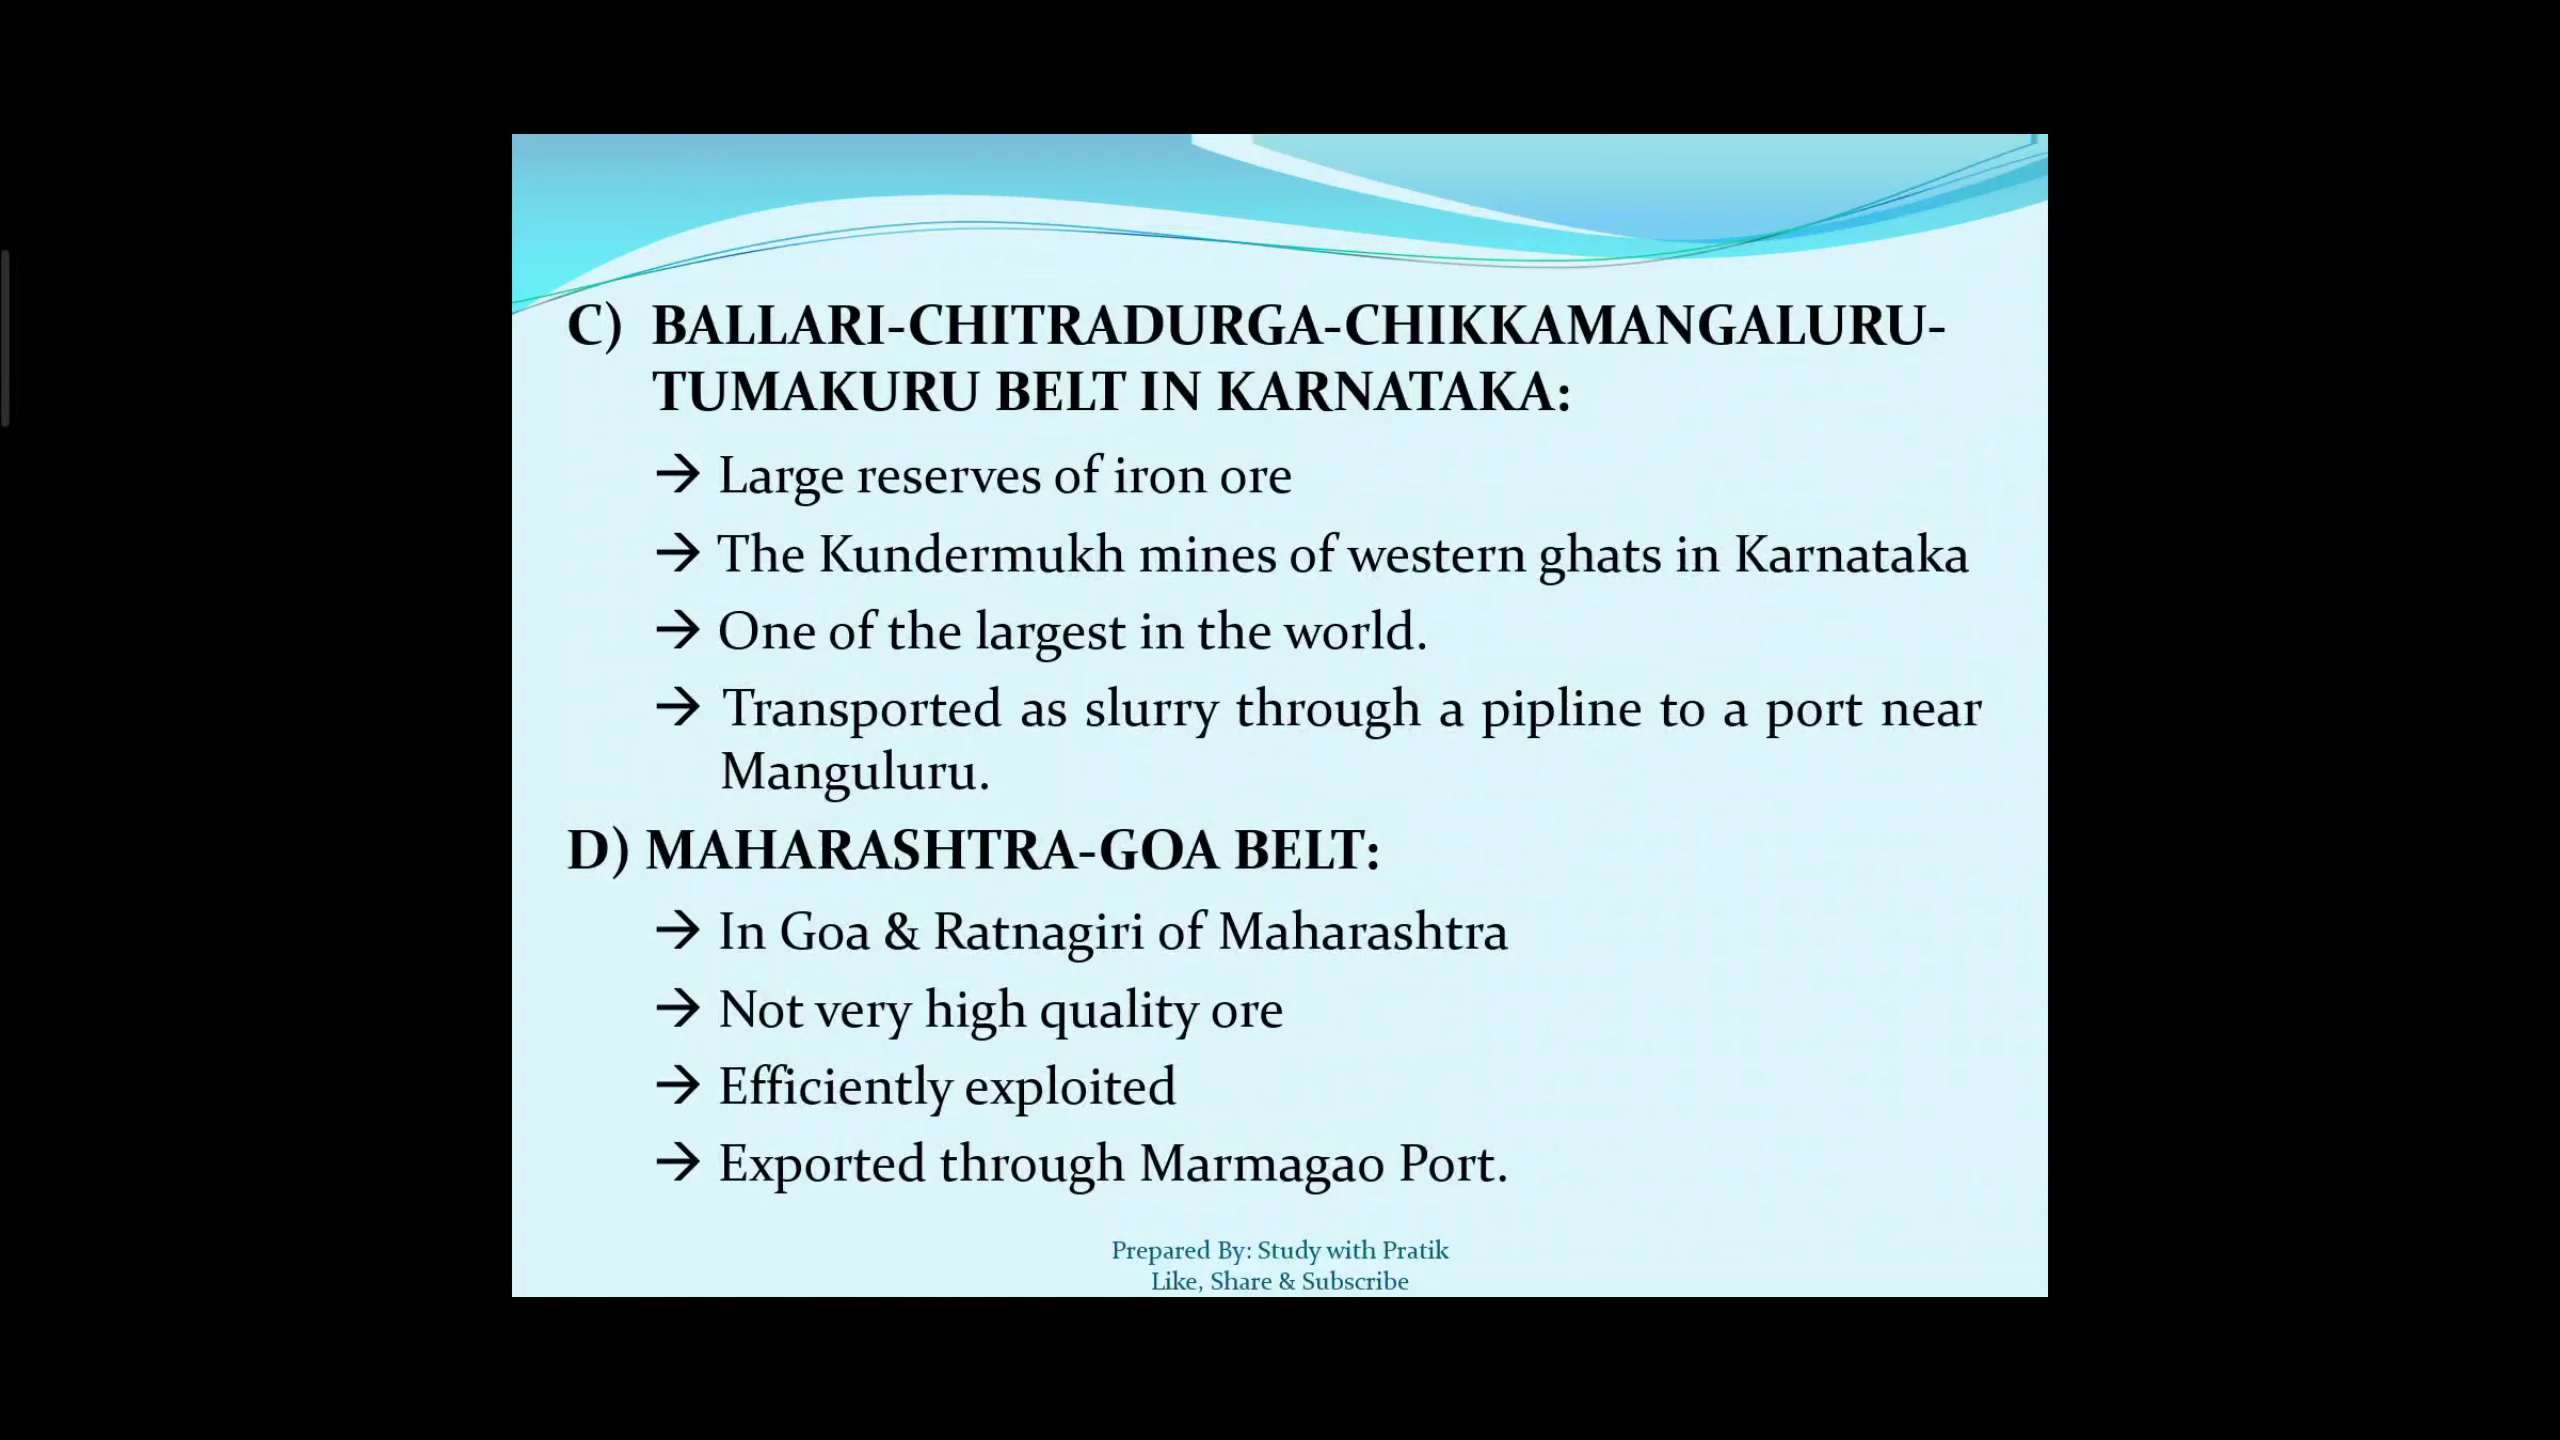 C) BALLARI-CHITRADURGA-CHIKKAMANGALURU-
TUMAKURU BELT IN KARNATAKA:
→ Large reserves of iron ore
→ The Kundermukh mines of western ghats in Karnataka
→ One of the largest in the world.
→ Transported as slurry through a pipline to a port near
Manguluru.
D) MAHARASHTRA-GOA BELT:
→ In Goa & Ratnagiri of Maharashtra
→ Not very high quality ore
→ Efficiently exploited
→ Exported through Marmagao Port.
Prepared By: Study with Pratik
Like, Share & Subscribe